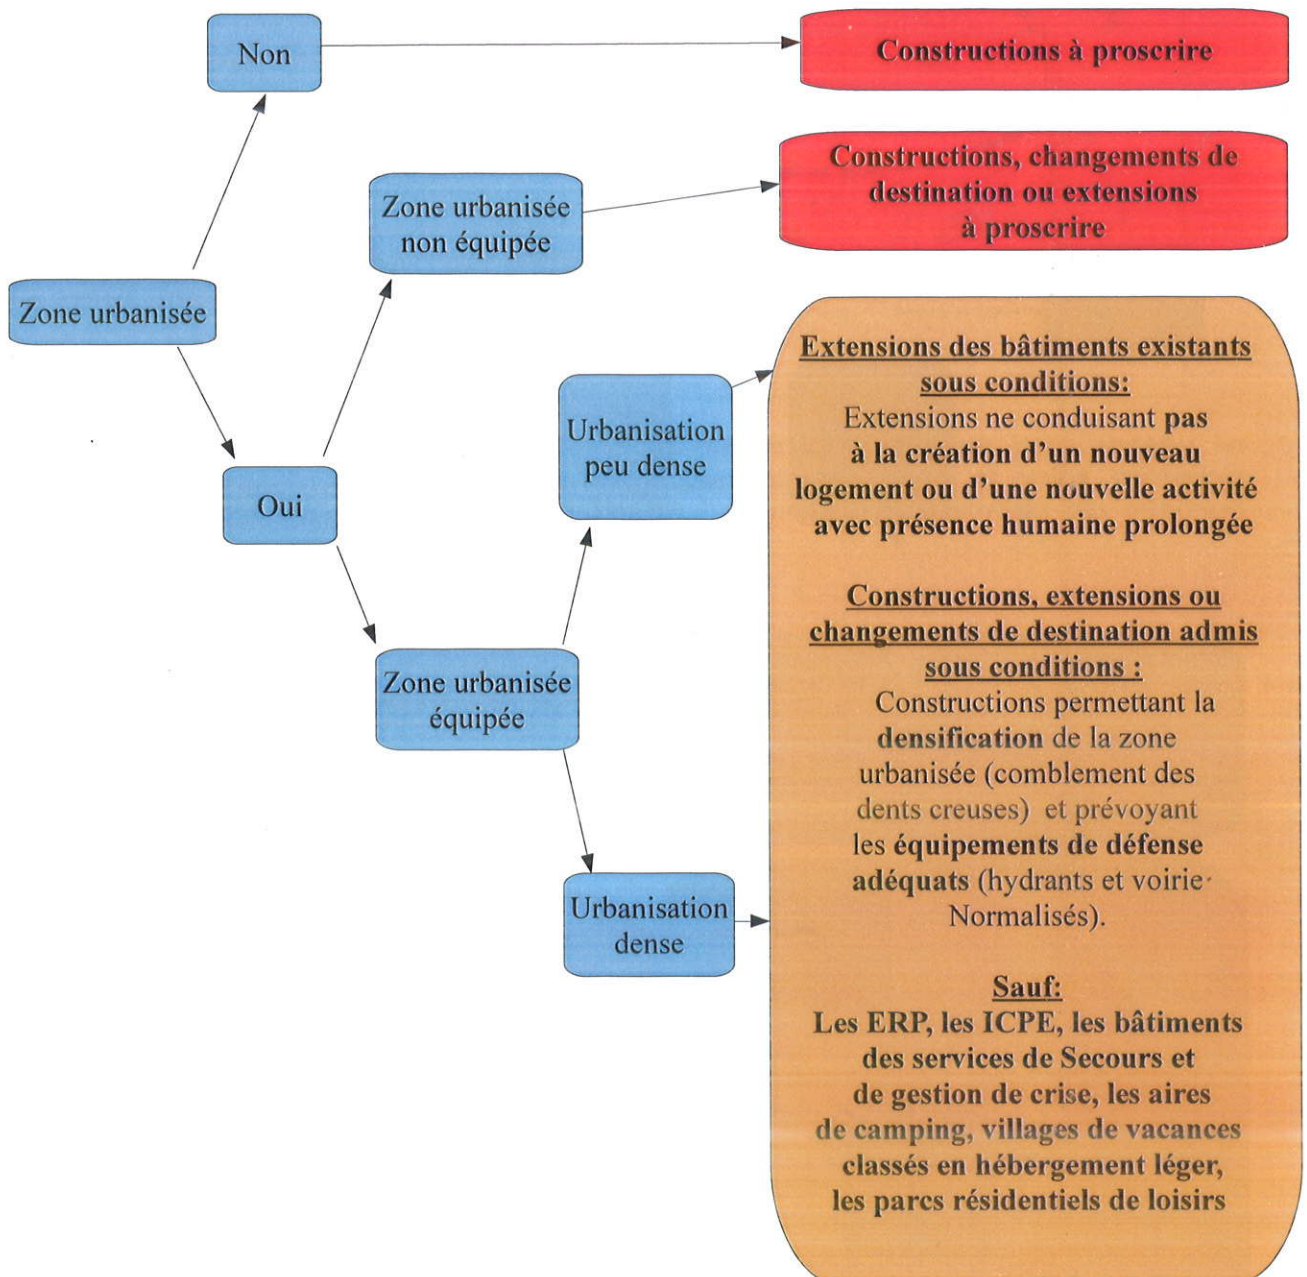 Non
Constructions à proscrire
Zone urbanisée
non équipée
Constructions, changements de
destination ou extensions
à proscrire
Zone urbanisée
Oui
Urbanisation
peu dense
Extensions des bâtiments existants
sous conditions:
Extensions ne conduisant pas
à la création d'un nouveau
logement ou d'une nouvelle activité
avec présence humaine prolongée
Zone urbanisée
équipée
Constructions, extensions ou
changements de destination admis
sous conditions :
Constructions permettant la
densification de la zone
urbanisée (comblement des
dents creuses) et prévoyant
les équipements de défense
adéquats (hydrants et voirie
Normalisés).
Urbanisation
dense
Sauf:
Les ERP, les ICPE, les bâtiments
des services de Secours et
de gestion de crise, les aires
de camping, villages de vacances
classés en hébergement léger,
les parcs résidentiels de loisirs